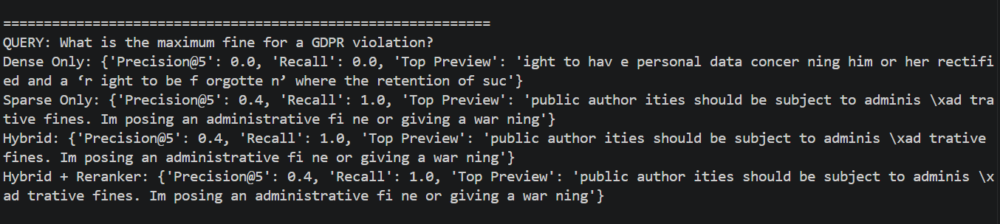 ============================================================
QUERY: What is the maximum fine for a GDPR violation?
Dense Only: {'Precision@5': 0.0, 'Recall': 0.0, 'Top Preview': 'ight to hav e personal data concer ning him or her rectifi
ed and a ‘r ight to be f orgotte n’ where the retention of suc'}
Sparse Only: {'Precision@5': 0.4, 'Recall': 1.0, 'Top Preview': 'public author ities should be subject to adminis \xad tra
tive fines. Im posing an administrative fi ne or giving a war ning'}
Hybrid: {'Precision@5': 0.4, 'Recall': 1.0, 'Top Preview': 'public author ities should be subject to adminis \xad trative
fines. Im posing an administrative fi ne or giving a war ning'}
Hybrid + Reranker: {'Precision@5': 0.4, 'Recall': 1.0, 'Top Preview': 'public author ities should be subject to adminis \x
ad trative fines. Im posing an administrative fi ne or giving a war ning'}